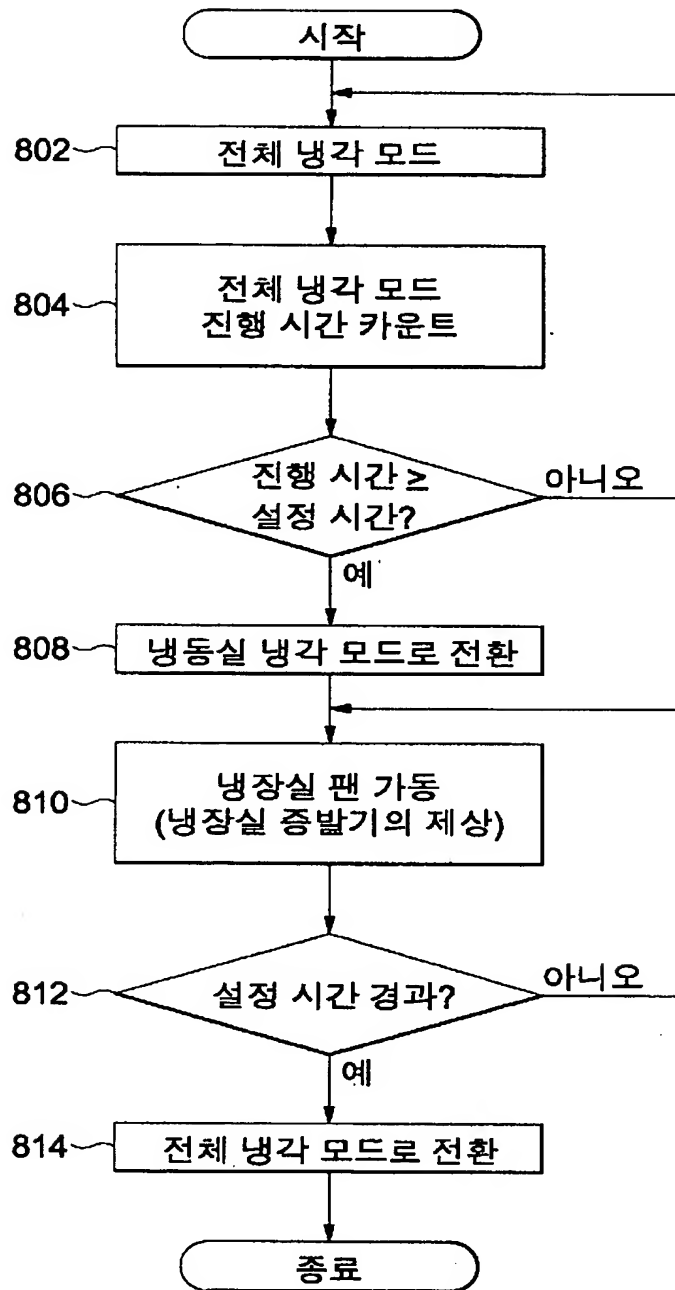 시작
802
전체 냉각 모드
804
전체 냉각 모드
진행 시간 카운트
806
진행 시간 ≥
설정 시간?
아니오
예
808
냉동실 냉각 모드로 전환
810
냉장실 팬 가동
(냉장실 증발기의 제상)
812
설정 시간 경과?
아니오
예
814
전체 냉각 모드로 전환
종료